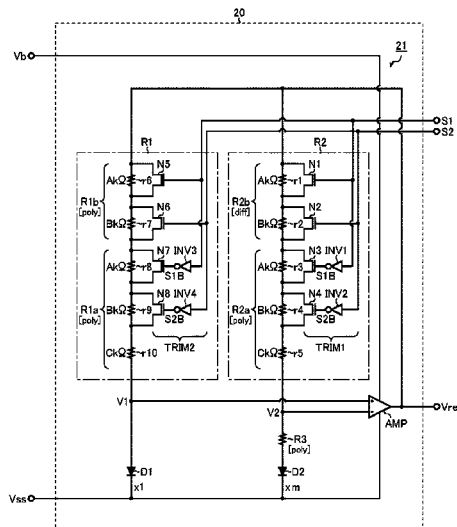 20
Vb
21
S1
S2
R1
R2
N5
N1
AkΩ
r6
AkΩ
r1
R1b
[poly]
R2b
[diff]
N6
N2
BkΩ
r7
BkΩ
r2
N7 INV3
N3 INV1
AkΩ
r8
S1B
AkΩ
r3
S1B
R1a
[poly]
R2a
[poly]
N8 INV4
N4 INV2
BkΩ
r9
S2B
BkΩ
r4
S2B
CkΩ
r10
TRIM2
CkΩ
r5
TRIM1
V1
V2
AMP
Vre
R3
[poly]
D1
x1
D2
xm
Vss